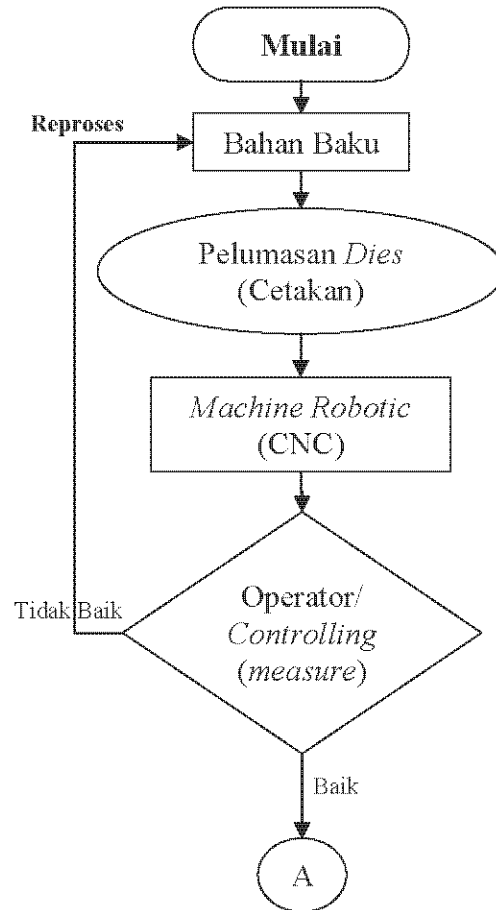 Mulai
Reproses
Bahan Baku
Pelumasan Dies
(Cetakan)
Machine Robotic
(CNC)
Tidak Baik
Operator/
Controlling
(measure)
Baik
A